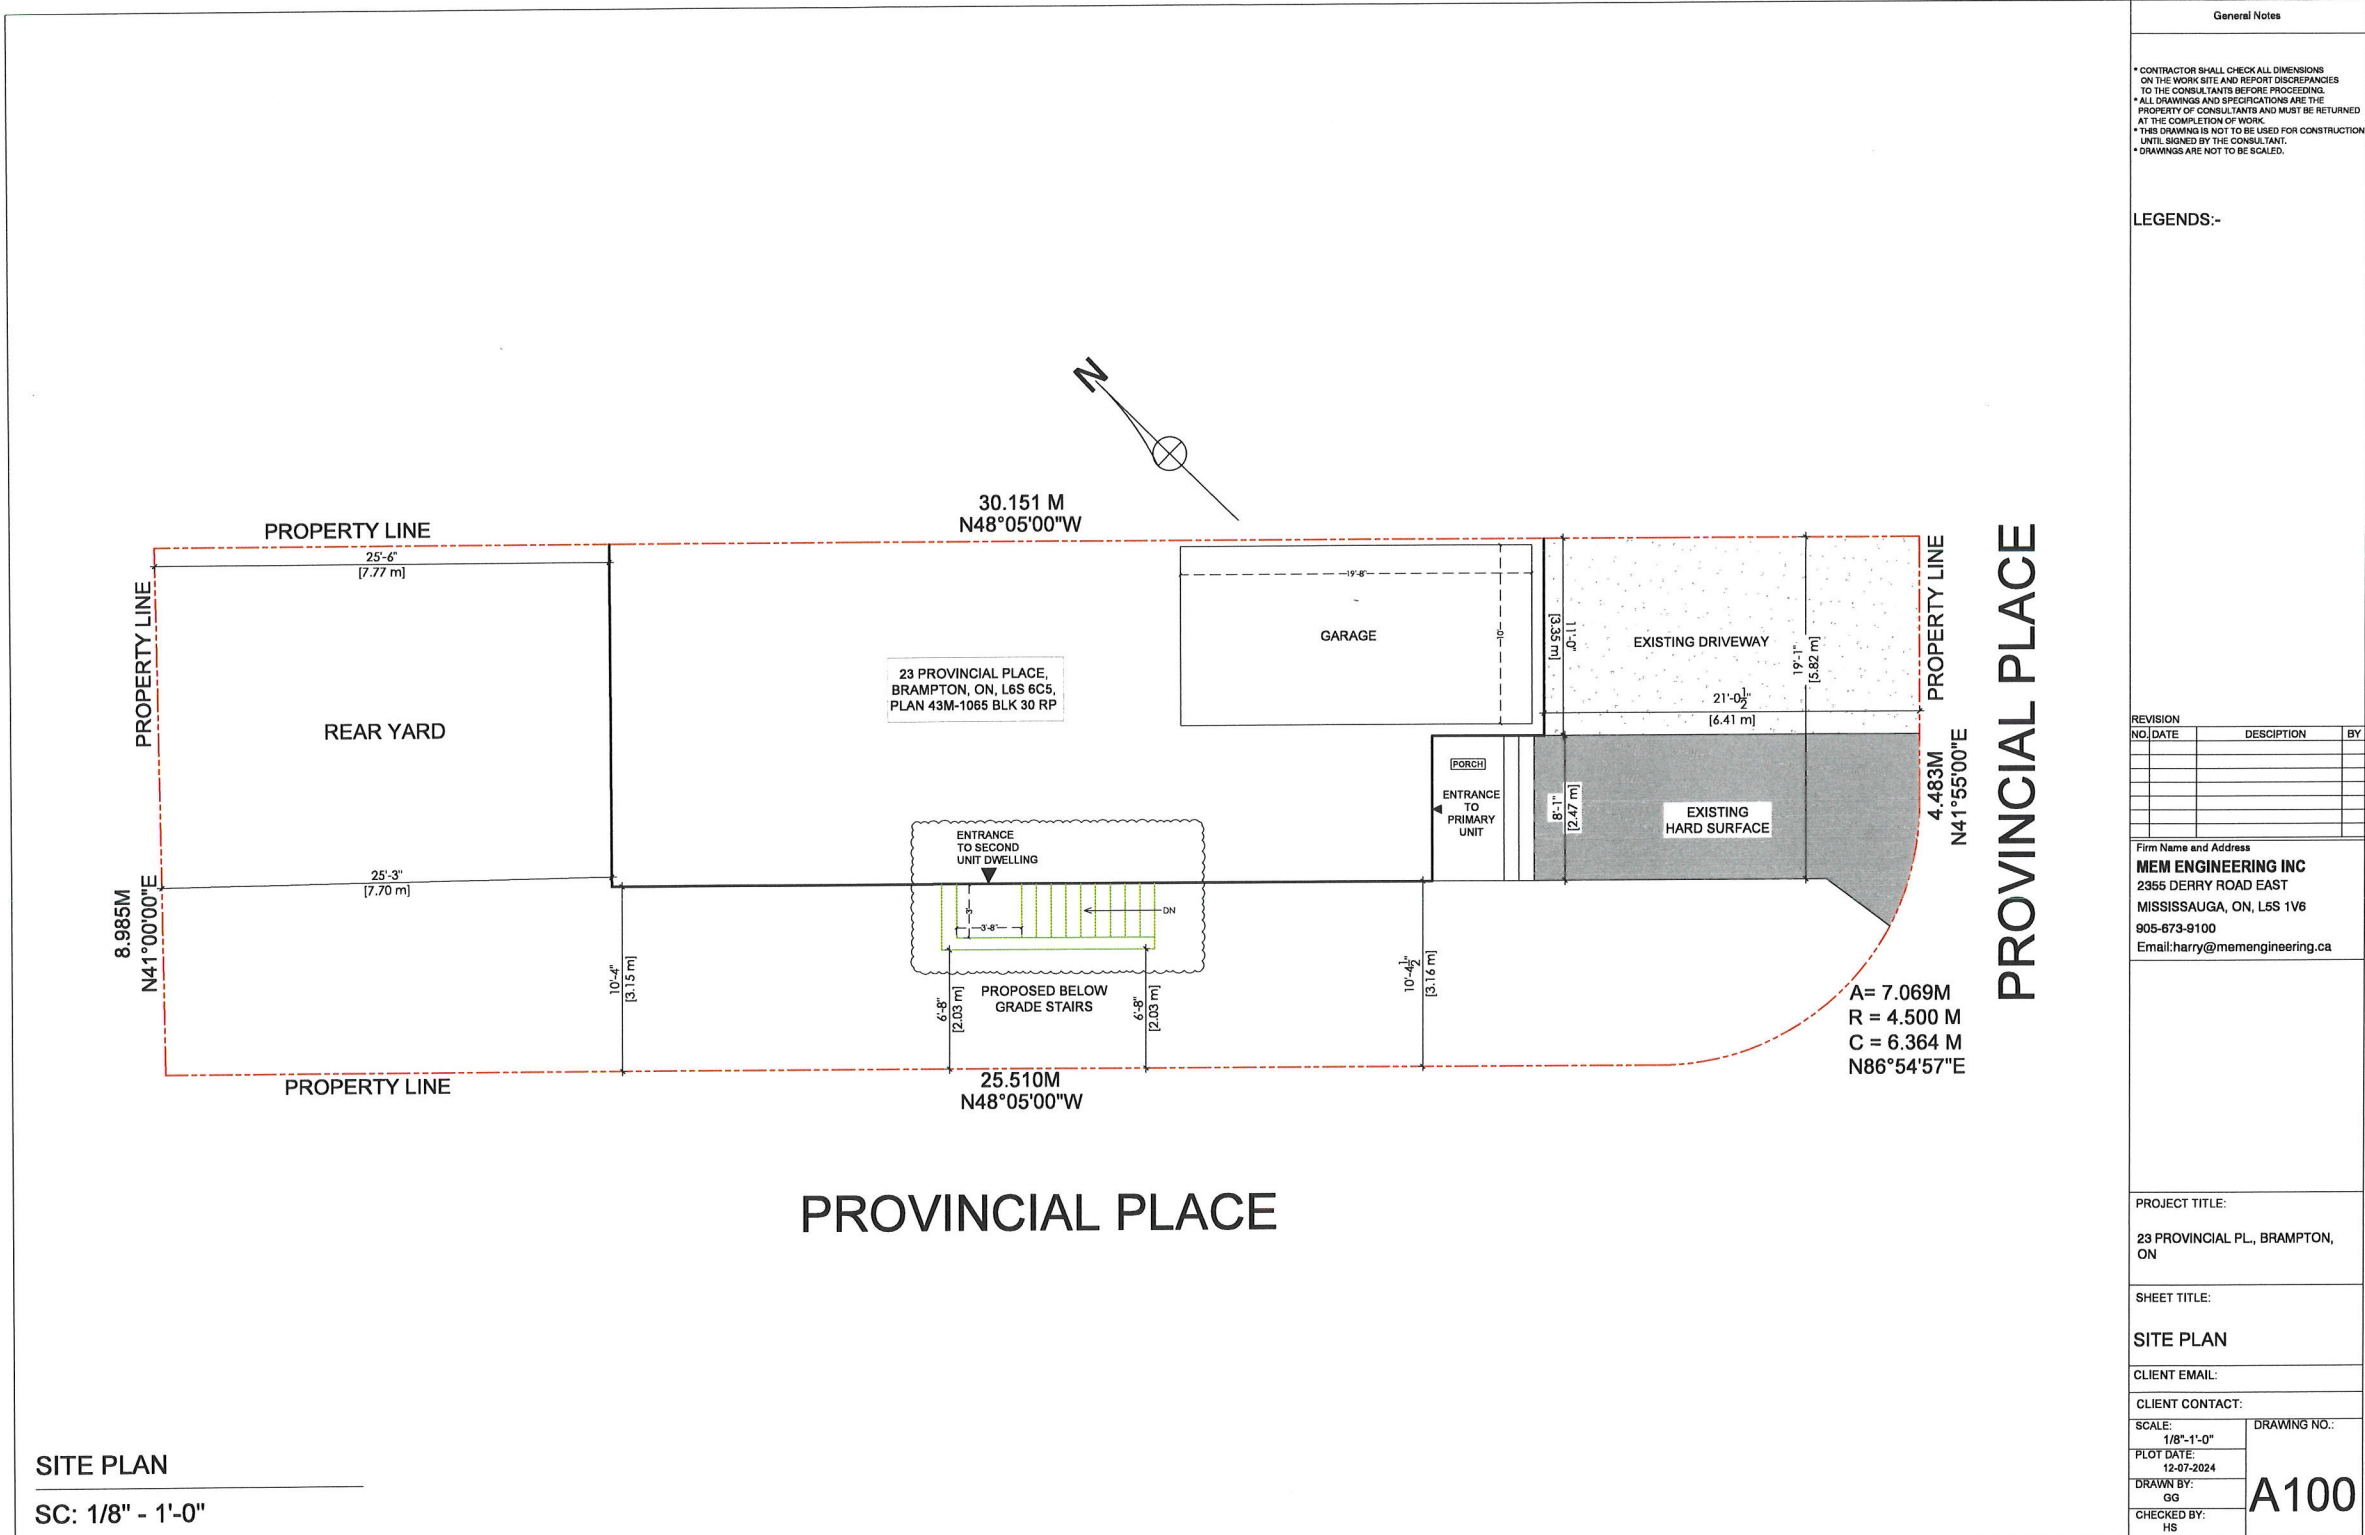 General Notes
* CONTRACTOR SHALL CHECK ALL DIMENSIONS
ON THE WORK SITE AND REPORT DISCREPANCIES
TO THE CONSULTANTS BEFORE PROCEEDING.
* ALL DRAWINGS AND SPECIFICATIONS ARE THE
PROPERTY OF CONSULTANTS AND MUST BE RETURNED
AT THE COMPLETION OF WORK.
* THIS DRAWING IS NOT TO BE USED FOR CONSTRUCTION
UNTIL SIGNED BY THE CONSULTANT.
* DRAWINGS ARE NOT TO BE SCALED.
LEGENDS:-
N
30.151 M
N48°05'00"W
PROPERTY LINE
25'-6"
[7.77 m]
PROPERTY LINE
REAR YARD
25'-3"
[7.70 m]
8.985M
N41°00'00"E
23 PROVINCIAL PLACE,
BRAMPTON, ON, L6S 6C5,
PLAN 43M-1065 BLK 30 RP
19'-8"
GARAGE
10'
11'-0"
[3.35 m]
EXISTING DRIVEWAY
19'-1"
[5.82 m]
21'-0½"
[6.41 m]
PROPERTY LINE
4.483M
N41°55'00"E
PROVINCIAL PLACE
PORCH
ENTRANCE
TO
PRIMARY
UNIT
8'-1"
[2.47 m]
EXISTING
HARD SURFACE
ENTRANCE
TO SECOND
UNIT DWELLING
3'
3'-8"
DN
10'-4"
[3.15 m]
6'-8"
[2.03 m]
PROPOSED BELOW
GRADE STAIRS
6'-8"
[2.03 m]
10'-4½"
[3.16 m]
A= 7.069M
R = 4.500 M
C = 6.364 M
N86°54'57"E
PROPERTY LINE
25.510M
N48°05'00"W
PROVINCIAL PLACE
SITE PLAN
SC: 1/8" - 1'-0"
REVISION
NO. DATE DESCIPTION BY
Firm Name and Address
MEM ENGINEERING INC
2355 DERRY ROAD EAST
MISSISSAUGA, ON, L5S 1V6
905-673-9100
Email:harry@memengineering.ca
PROJECT TITLE:
23 PROVINCIAL PL., BRAMPTON,
ON
SHEET TITLE:
SITE PLAN
CLIENT EMAIL:
CLIENT CONTACT:
SCALE:
1/8"-1'-0"
PLOT DATE:
12-07-2024
DRAWN BY:
GG
CHECKED BY:
HS
DRAWING NO.:
A100